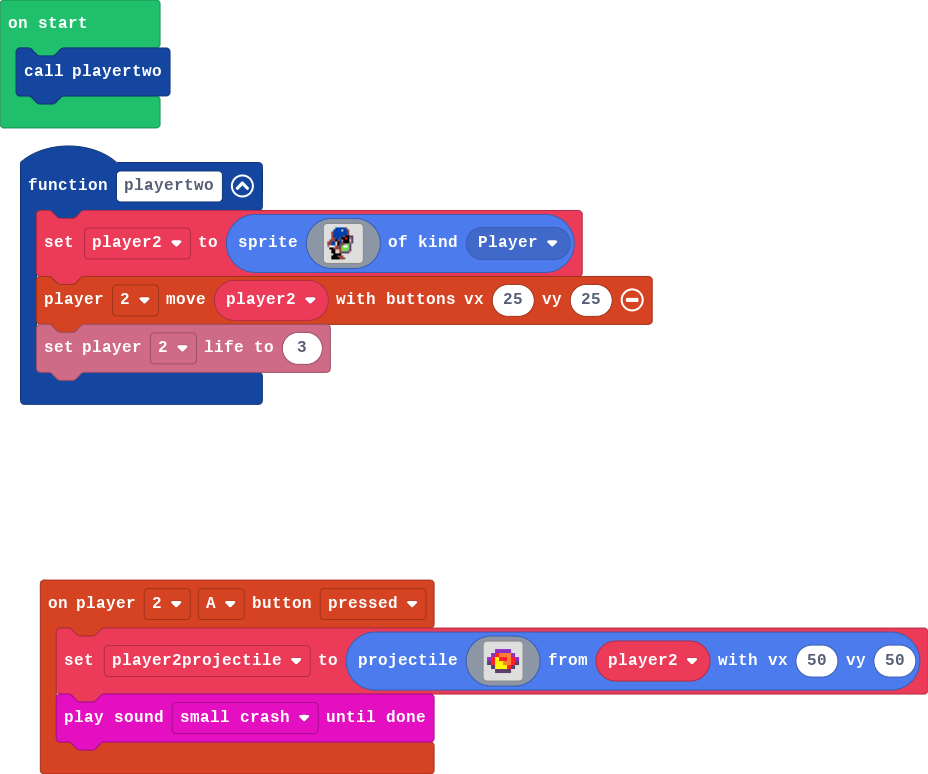 on start
call playertwo
function playertwo
set player2 to sprite of kind Player
player 2 move player2 with buttons vx 25 vy 25
set player 2 life to 3
on player 2 A button pressed
set player2projectile to projectile from player2 with vx 50 vy 50
play sound small crash until done